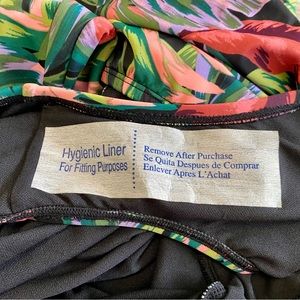 Hygienic Liner
For Fitting Purposes
Remove After Purchase
Se Quita Despues de Comprar
Enlever Apres L'Achat